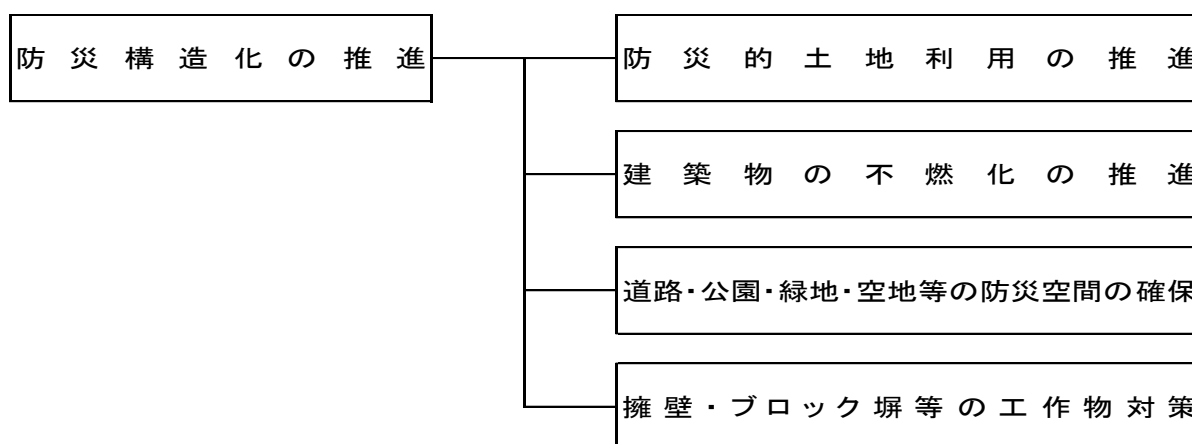 防災構造化の推進
防災的土地利用の推進
建築物の不燃化の推進
道路・公園・緑地・空地等の防災空間の確保
擁壁・ブロック塀等の工作物対策